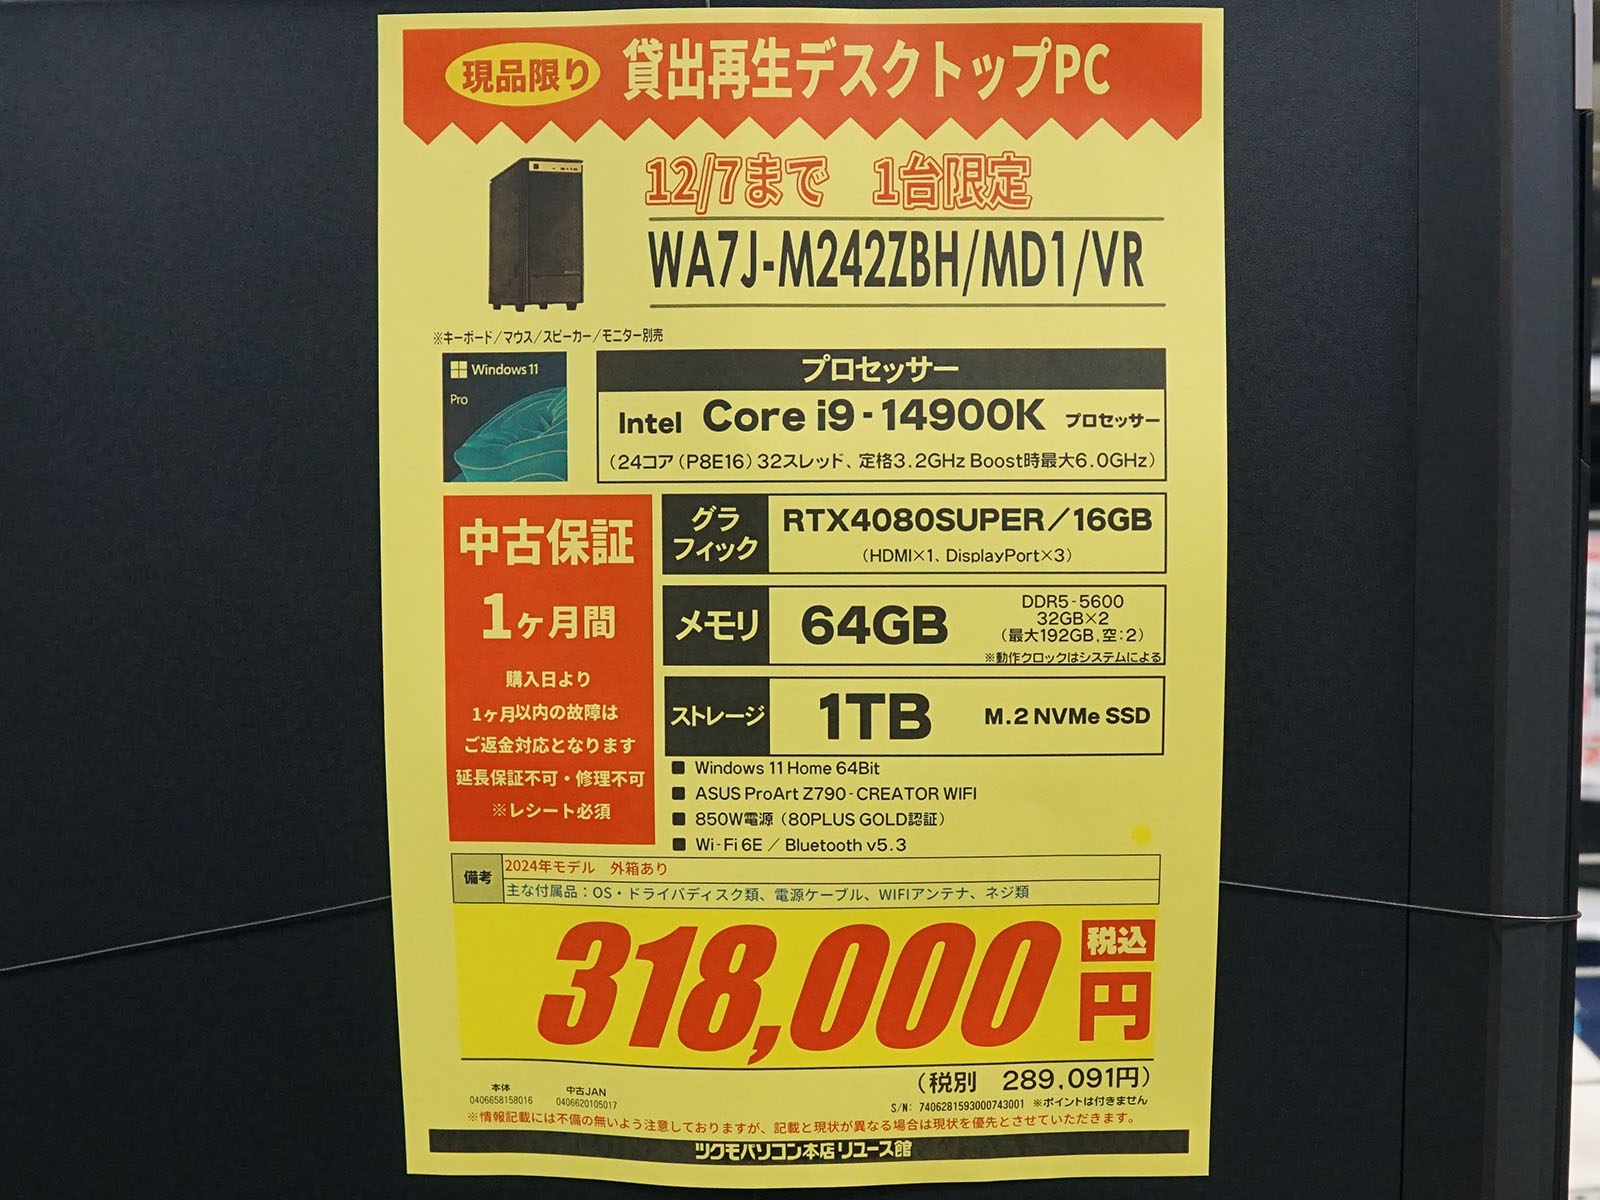 現品限り 貸出再生デスクトップPC
12/7まで 1台限定
WA7J-M242ZBH/MD1/VR
※キーボード/マウス/スピーカー/モニター別売
Windows 11
Pro
プロセッサー
Intel Core i9-14900K プロセッサー
(24コア(P8E16)32スレッド、定格3.2GHz Boost時最大6.0GHz)
中古保証
1ヶ月間
購入日より
1ヶ月以内の故障は
ご返金対応となります
延長保証不可・修理不可
※レシート必須
グラフィック
RTX4080SUPER/16GB
(HDMI×1、DisplayPort×3)
メモリ
64GB
DDR5-5600
32GB×2
(最大192GB,空:2)
※動作クロックはシステムによる
ストレージ
1TB M.2 NVMe SSD
■ Windows 11 Home 64Bit
■ ASUS ProArt Z790-CREATOR WIFI
■ 850W電源(80PLUS GOLD認証)
■ Wi-Fi 6E / Bluetooth v5.3
備考
2024年モデル 外箱あり
主な付属品:OS・ドライバディスク類、電源ケーブル、WIFIアンテナ、ネジ類
318,000円 税込
(税別 289,091円)
本体
0406658158016
中古JAN
0406620105017
S/N: 7406281593000743001 ※ポイントは付きません
※情報記載には不備の無いよう注意しておりますが、記載と現状が異なる場合は現状を優先とさせていただきます。
ツクモパソコン本店 リユース館